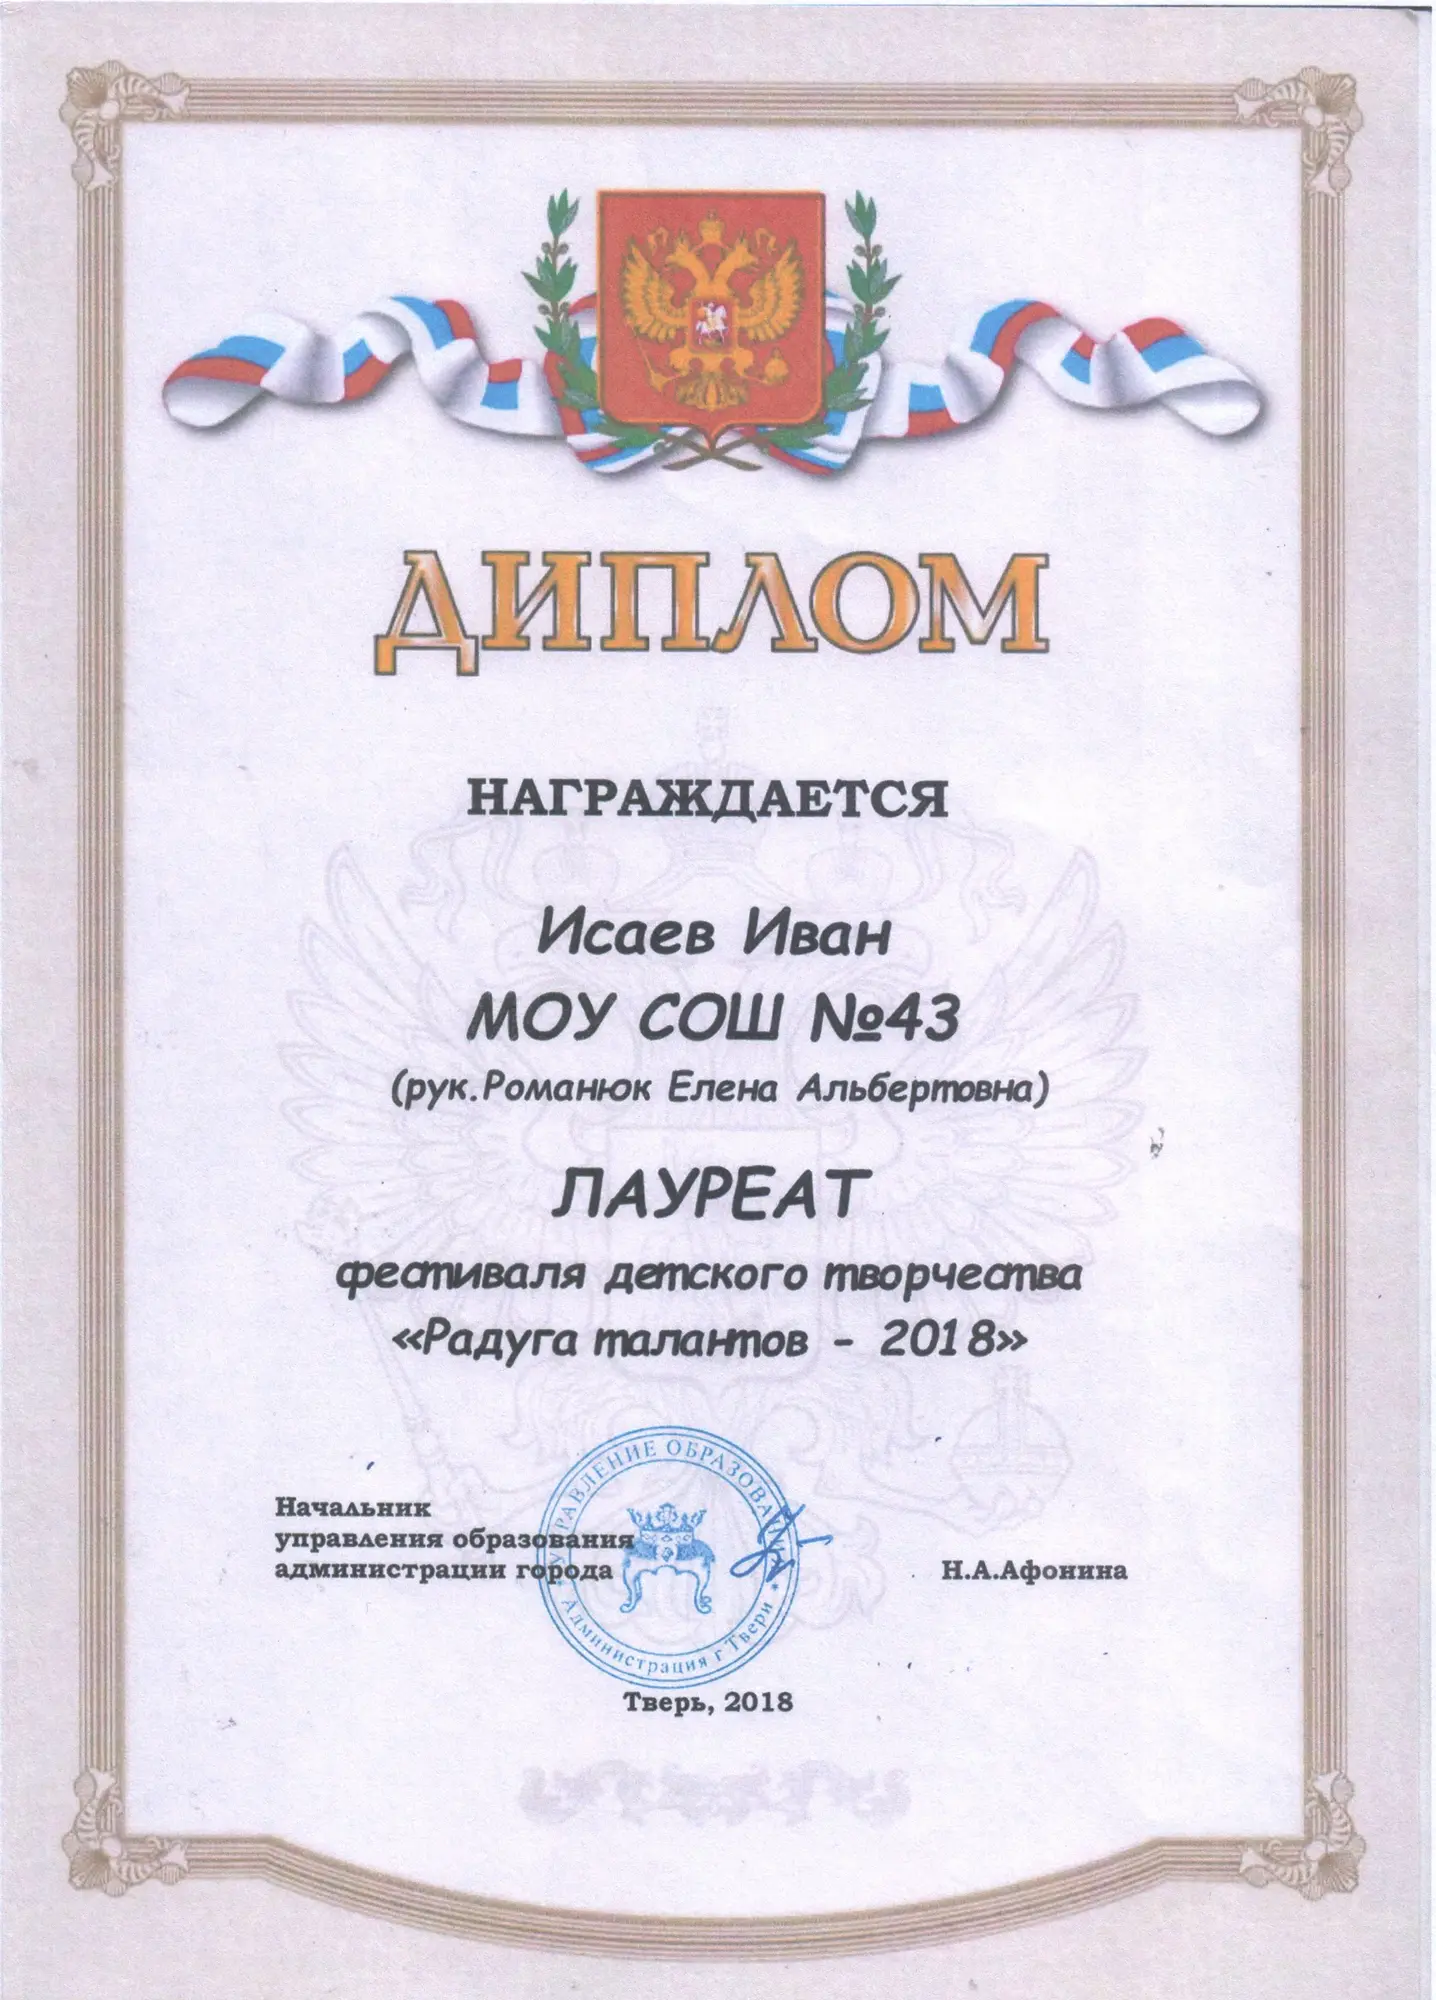 ДИПЛОМ
НАГРАЖДАЕТСЯ
Исаев Иван
МОУ СОШ №43
(рук.Романюк Елена Альбертовна)
ЛАУРЕАТ
фестиваля детского творчества
«Радуга талантов - 2018»
Начальник
управления образования
администрации города
Н.А.Афонина
УПРАВЛЕНИЕ ОБРАЗОВАНИЯ
Администрация г Твери
Тверь, 2018